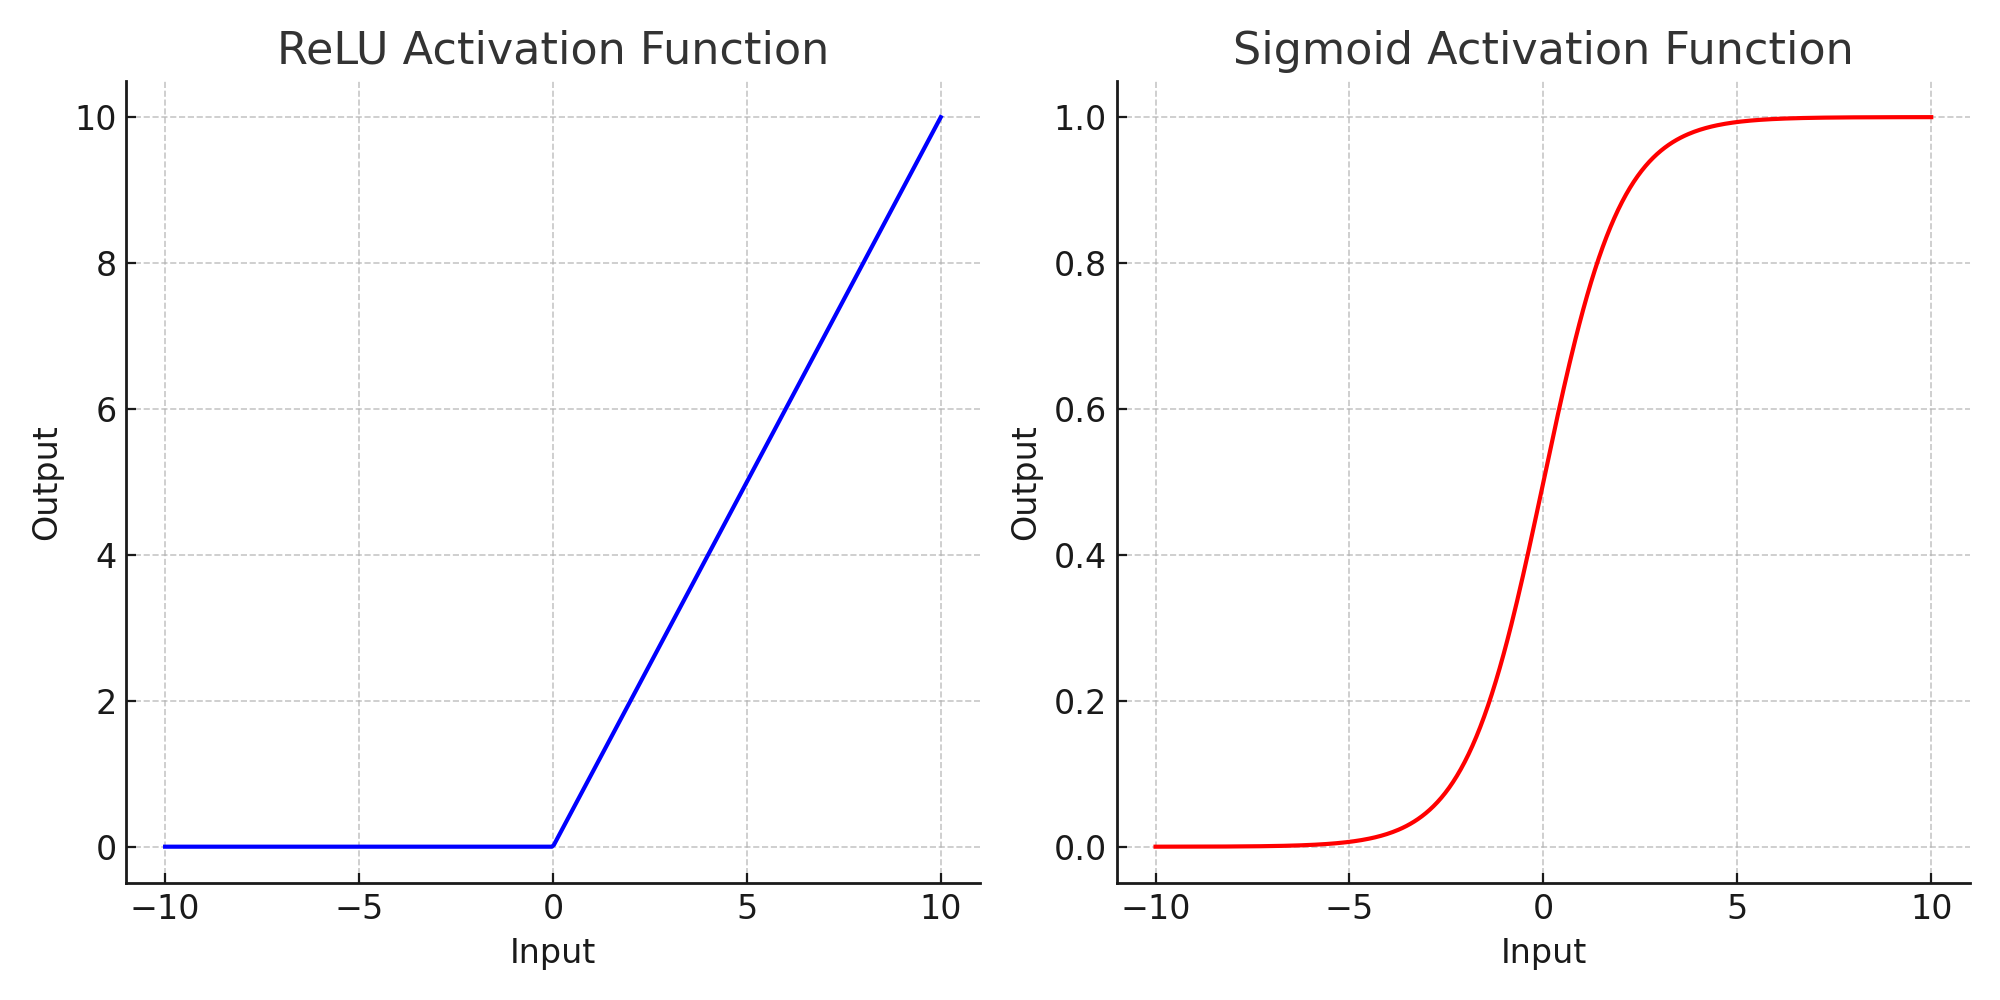 ReLU Activation Function
10
8
6
4
2
0
Output
−10 −5 0 5 10
Input
Sigmoid Activation Function
1.0
0.8
0.6
0.4
0.2
0.0
Output
−10 −5 0 5 10
Input